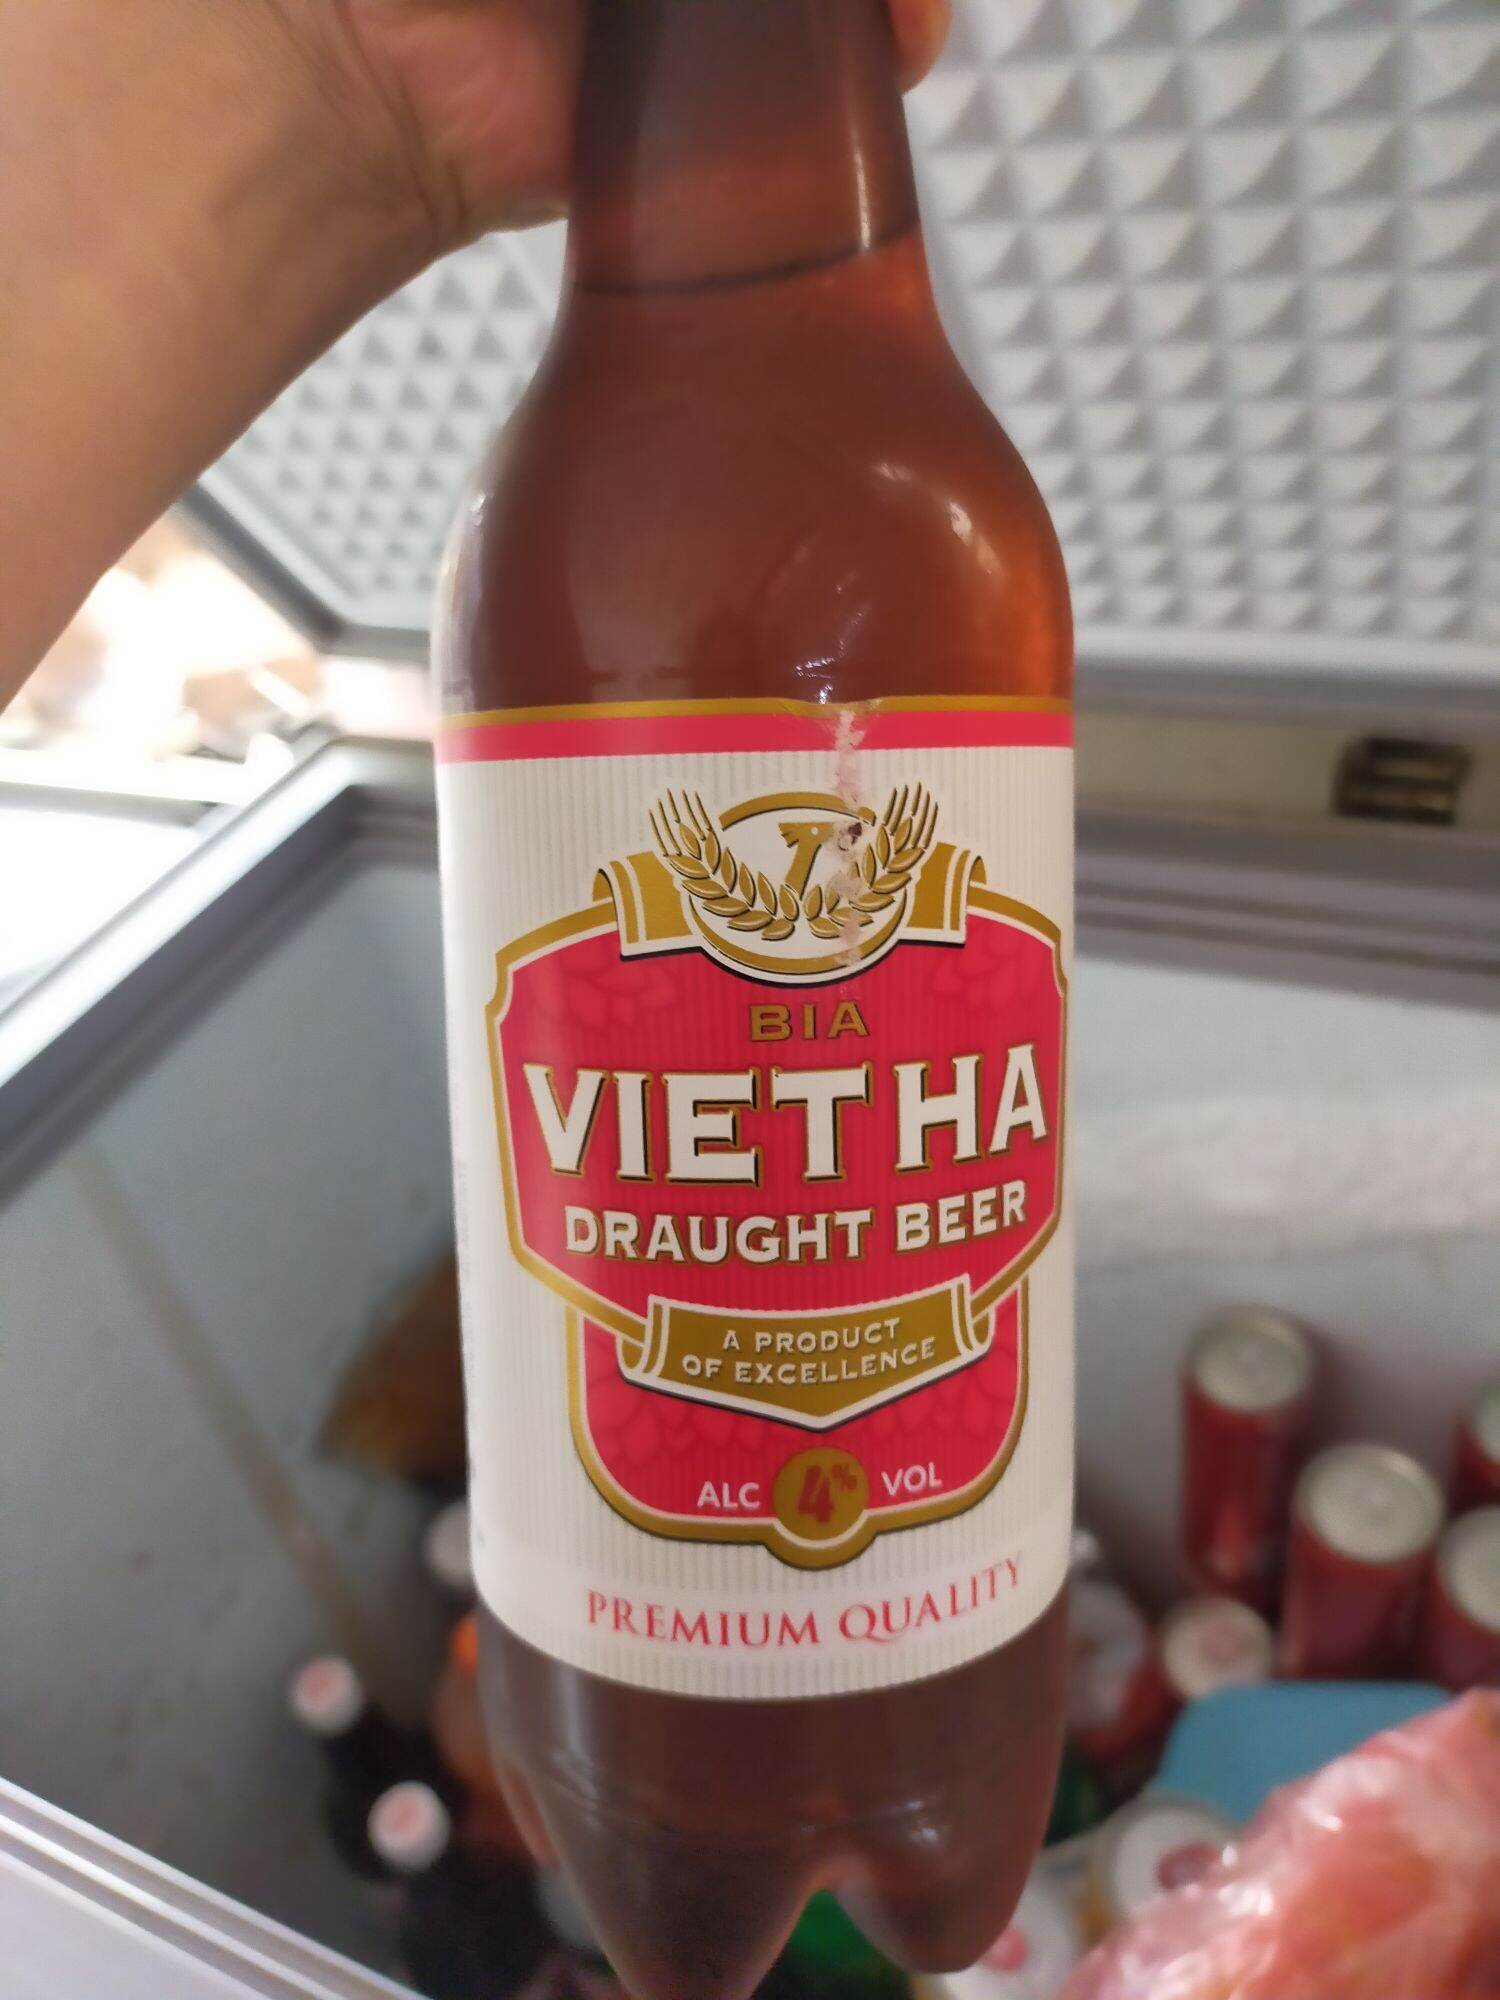 BIA
VIET HA
DRAUGHT BEER
A PRODUCT
OF EXCELLENCE
ALC 4% VOL
PREMIUM QUALITY